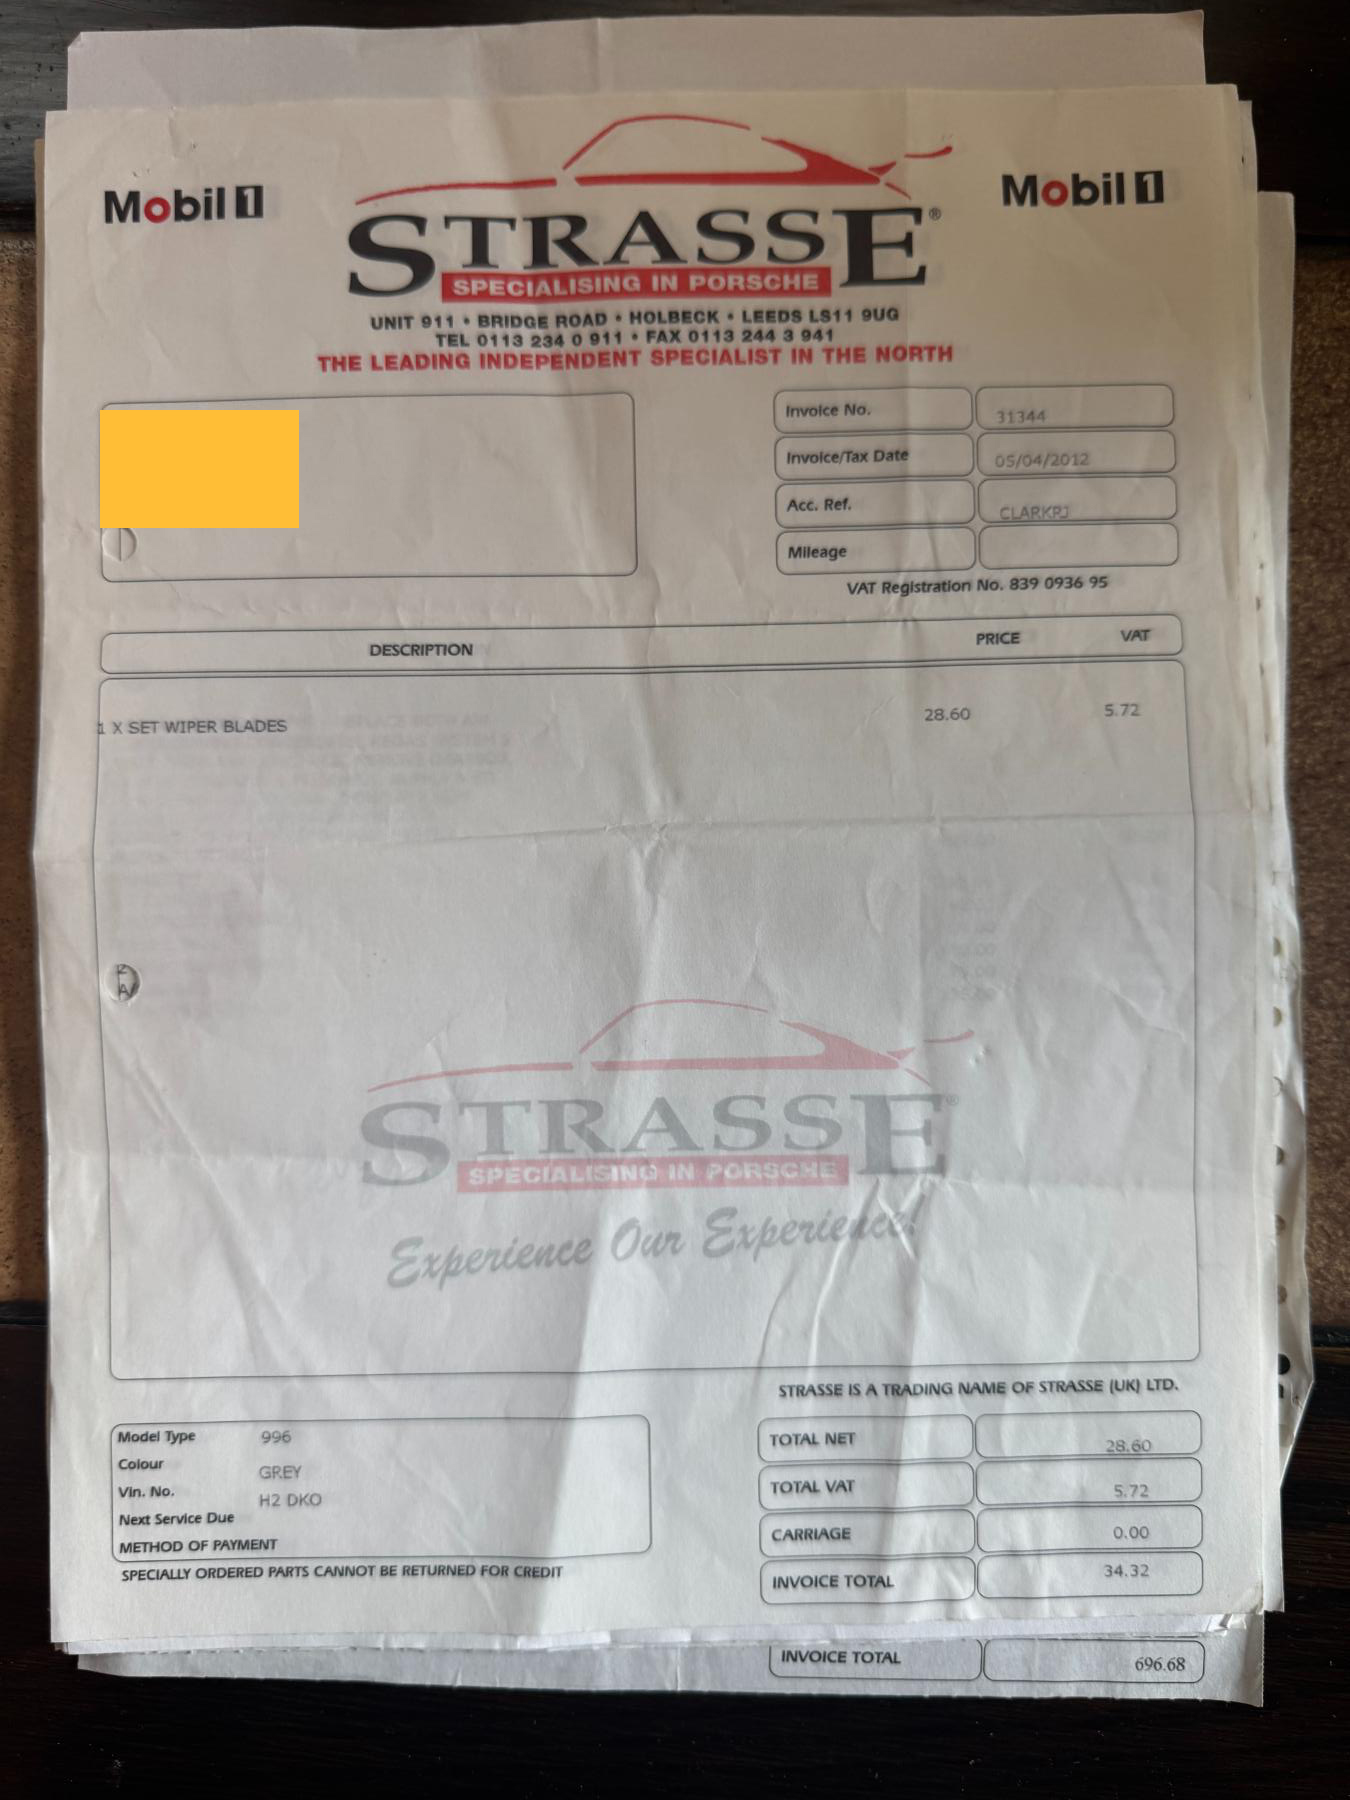 Mobil 1
STRASSE®
SPECIALISING IN PORSCHE
Mobil 1
UNIT 911 • BRIDGE ROAD • HOLBECK • LEEDS LS11 9UG
TEL 0113 234 0 911 • FAX 0113 244 3 941
THE LEADING INDEPENDENT SPECIALIST IN THE NORTH
Invoice No. 31344
Invoice/Tax Date 05/04/2012
Acc. Ref. CLARKPJ
Mileage
VAT Registration No. 839 0936 95
DESCRIPTION PRICE VAT
1 X SET WIPER BLADES 28.60 5.72
STRASSE®
SPECIALISING IN PORSCHE
Experience Our Experience!
STRASSE IS A TRADING NAME OF STRASSE (UK) LTD.
Model Type 996
Colour GREY
Vin. No. H2 DKO
Next Service Due
METHOD OF PAYMENT
SPECIALLY ORDERED PARTS CANNOT BE RETURNED FOR CREDIT
TOTAL NET 28.60
TOTAL VAT 5.72
CARRIAGE 0.00
INVOICE TOTAL 34.32
INVOICE TOTAL 696.68